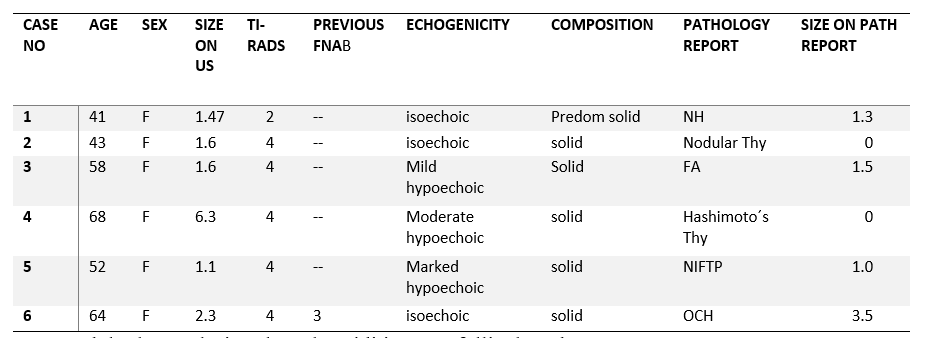 CASE NO AGE SEX SIZE ON US TI-RADS PREVIOUS FNAB ECHOGENICITY COMPOSITION PATHOLOGY REPORT SIZE ON PATH REPORT
1 41 F 1.47 2 -- isoechoic Predom solid NH 1.3
2 43 F 1.6 4 -- isoechoic solid Nodular Thy 0
3 58 F 1.6 4 -- Mild hypoechoic Solid FA 1.5
4 68 F 6.3 4 -- Moderate hypoechoic solid Hashimoto´s Thy 0
5 52 F 1.1 4 -- Marked hypoechoic solid NIFTP 1.0
6 64 F 2.3 4 3 isoechoic solid OCH 3.5